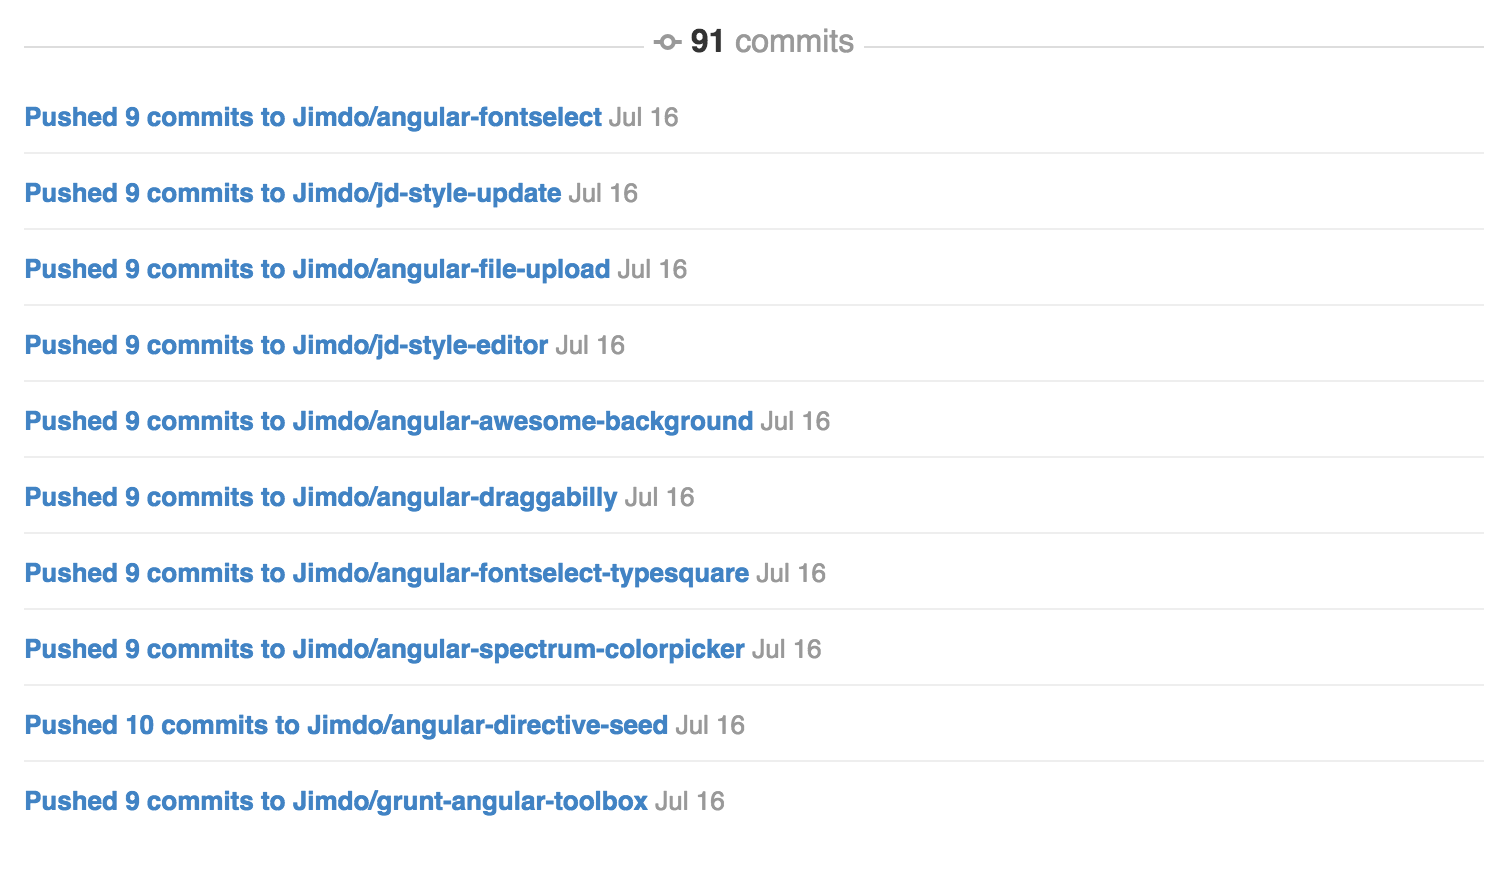 91 commits
Pushed 9 commits to Jimdo/angular-fontselect Jul 16
Pushed 9 commits to Jimdo/jd-style-update Jul 16
Pushed 9 commits to Jimdo/angular-file-upload Jul 16
Pushed 9 commits to Jimdo/jd-style-editor Jul 16
Pushed 9 commits to Jimdo/angular-awesome-background Jul 16
Pushed 9 commits to Jimdo/angular-draggabilly Jul 16
Pushed 9 commits to Jimdo/angular-fontselect-typesquare Jul 16
Pushed 9 commits to Jimdo/angular-spectrum-colorpicker Jul 16
Pushed 10 commits to Jimdo/angular-directive-seed Jul 16
Pushed 9 commits to Jimdo/grunt-angular-toolbox Jul 16